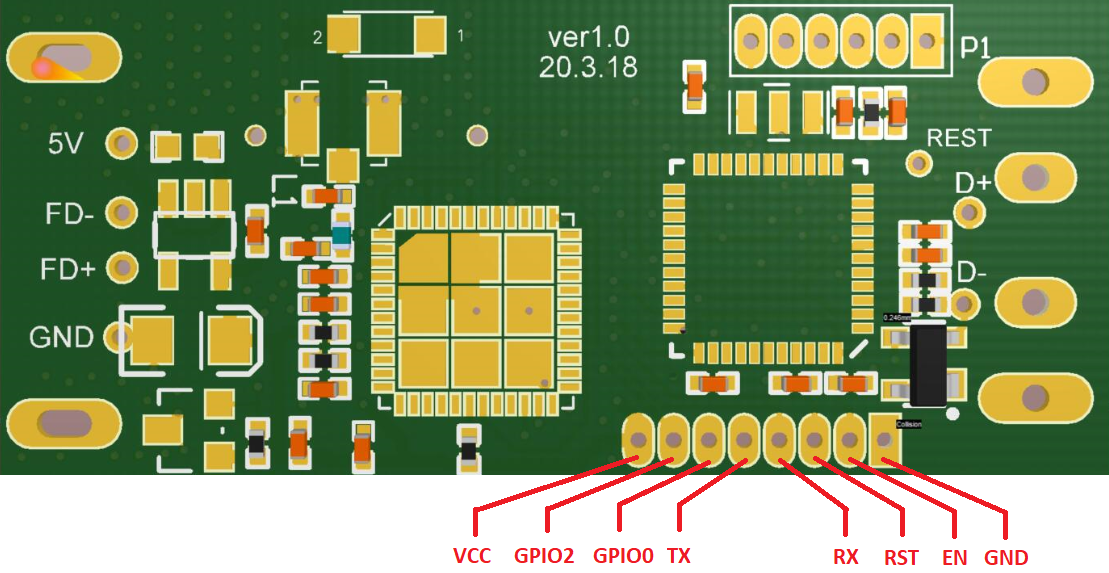 2
1
ver1.0
20.3.18
P1
5V
REST
FD-
L1
D+
FD+
D-
0.246mm
GND
Collision
VCC
GPIO2
GPIO0
TX
RX
RST
EN
GND